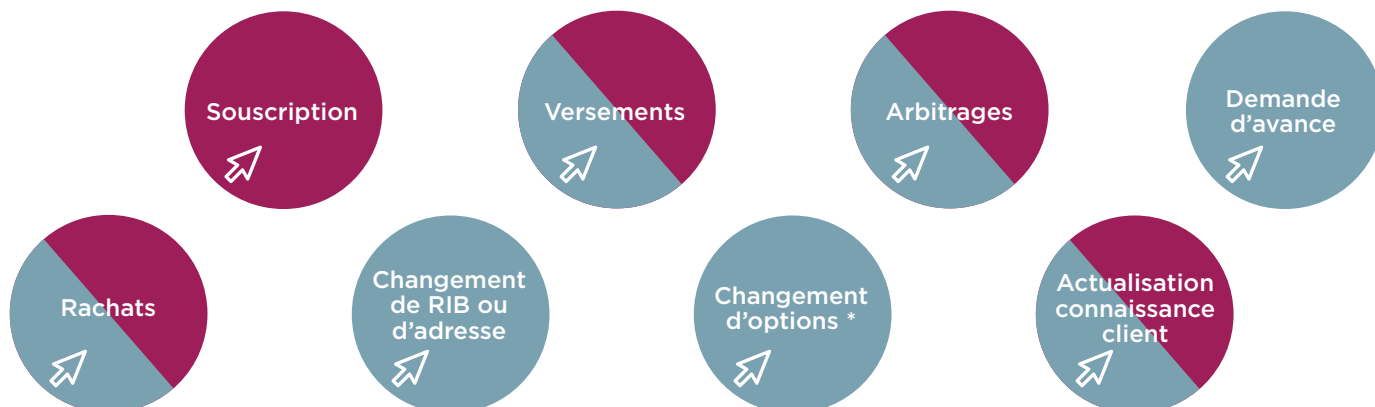 Souscription
Versements
Arbitrages
Demande
d’avance
Rachats
Changement
de RIB ou
d’adresse
Changement
d’options *
Actualisation
connaissance
client